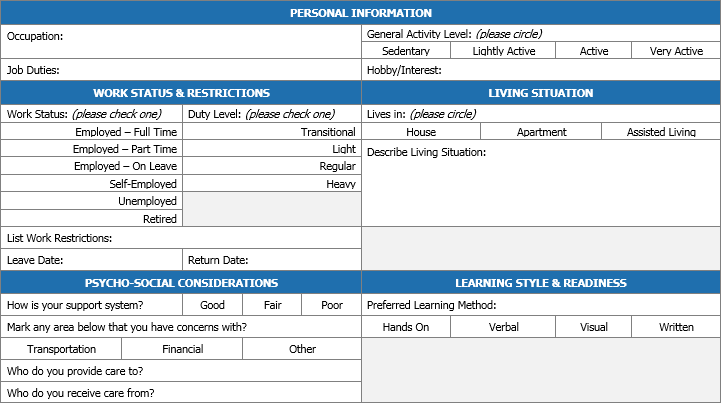 PERSONAL INFORMATION
Occupation:
General Activity Level: (please circle)
Sedentary Lightly Active Active Very Active
Job Duties:
Hobby/Interest:
WORK STATUS & RESTRICTIONS
LIVING SITUATION
Work Status: (please check one)
Duty Level: (please check one)
Lives in: (please circle)
Employed – Full Time
Transitional
House Apartment Assisted Living
Employed – Part Time
Light
Describe Living Situation:
Employed – On Leave
Regular
Self-Employed
Heavy
Unemployed
Retired
List Work Restrictions:
Leave Date:
Return Date:
PSYCHO-SOCIAL CONSIDERATIONS
LEARNING STYLE & READINESS
How is your support system? Good Fair Poor
Preferred Learning Method:
Mark any area below that you have concerns with?
Hands On Verbal Visual Written
Transportation Financial Other
Who do you provide care to?
Who do you receive care from?